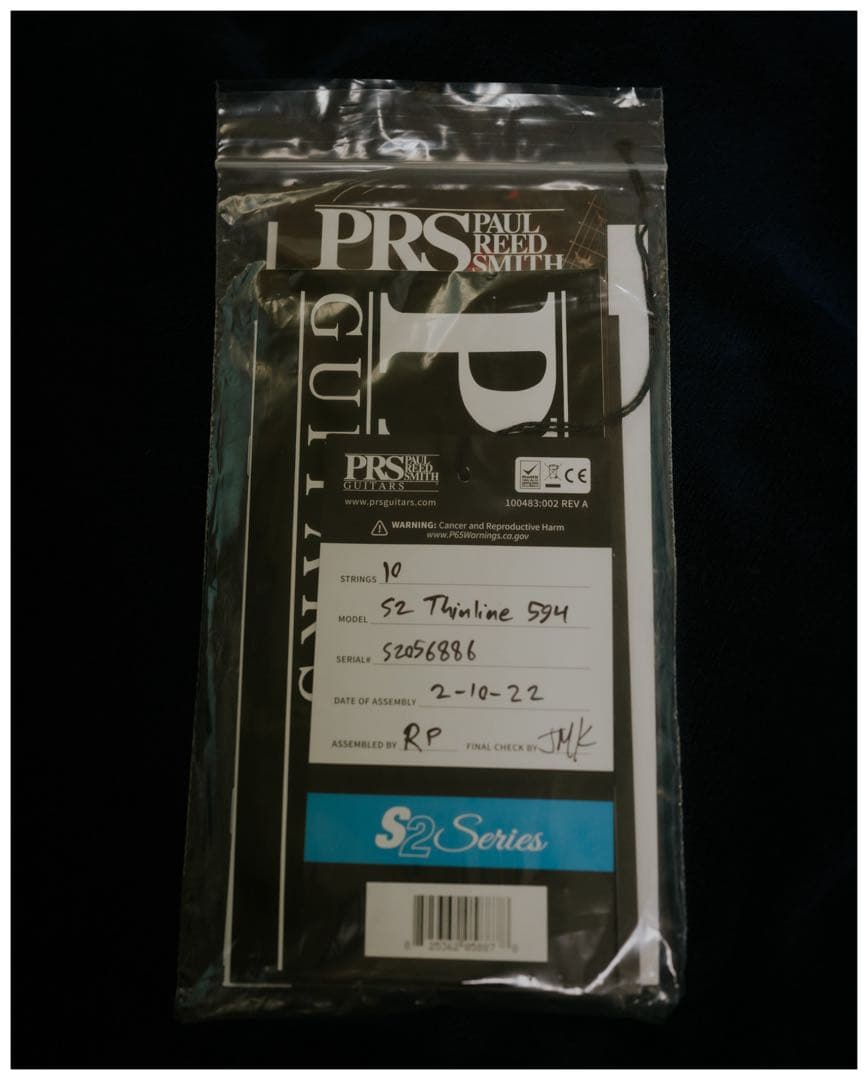 PRS PAUL
REED
SMITH
P
PRS PAUL
REED
SMITH
GUITARS
www.prsguitars.com
CE
100483:002 REV A
WARNING: Cancer and Reproductive Harm
www.P65Warnings.ca.gov
STRINGS 10
MODEL S2 Thinline 594
SERIAL# S2056886
DATE OF ASSEMBLY 2-10-22
ASSEMBLED BY RP FINAL CHECK BY JMK
S2 Series